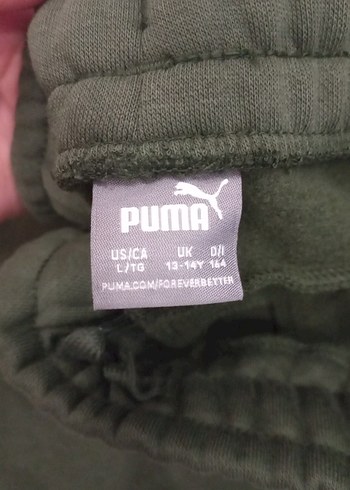 PUMA
US/CA UK D/I
L/TG 13-14Y 164
PUMA.COM/FOREVERBETTER